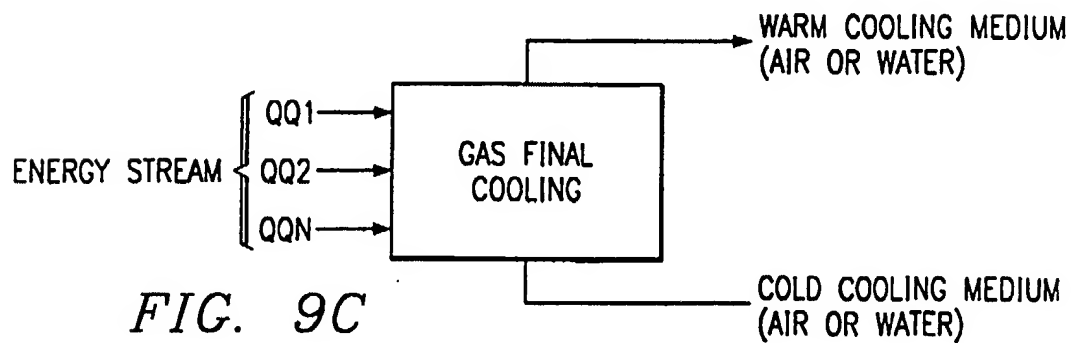 WARM COOLING MEDIUM
(AIR OR WATER)
ENERGY STREAM
QQ1
QQ2
QQN
GAS FINAL
COOLING
COLD COOLING MEDIUM
(AIR OR WATER)
FIG. 9C